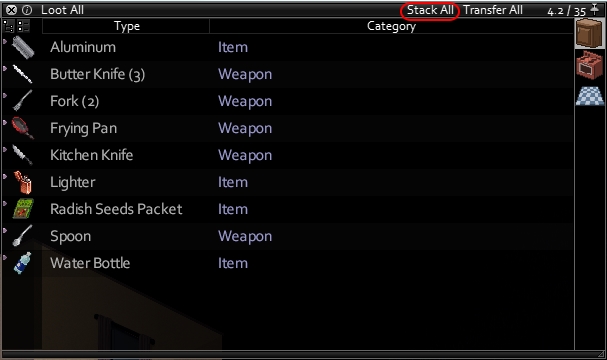 Loot All Stack All Transfer All 4.2 / 35
Type Category
Aluminum Item
Butter Knife (3) Weapon
Fork (2) Weapon
Frying Pan Weapon
Kitchen Knife Weapon
Lighter Item
Radish Seeds Packet Item
Spoon Weapon
Water Bottle Item